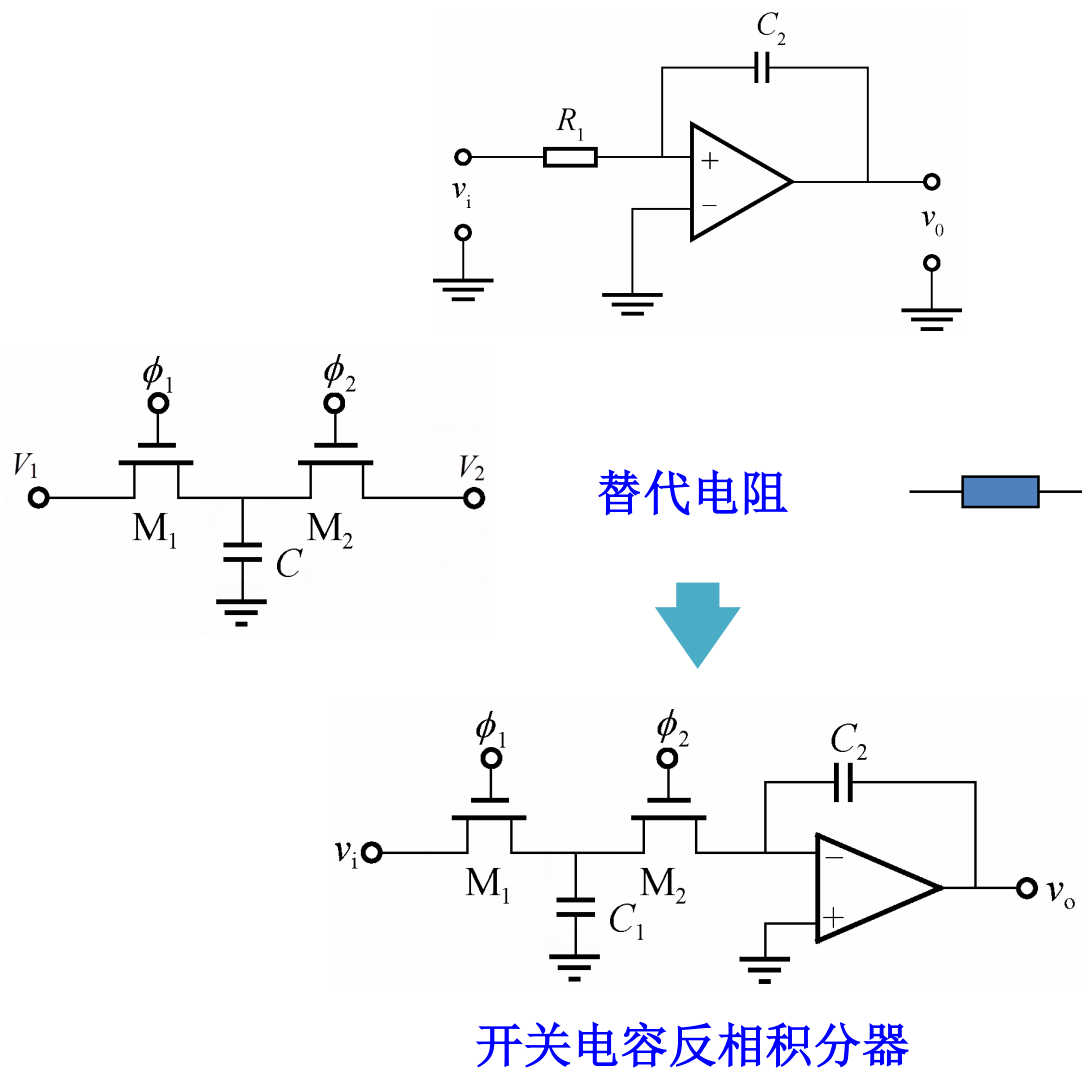 C₂
R₁
+
vᵢ
−
v₀
ϕ₁
ϕ₂
V₁
V₂
替代电阻
M₁
M₂
C
ϕ₁
ϕ₂
C₂
vᵢ
−
vₒ
M₁
M₂
C₁
+
开关电容反相积分器